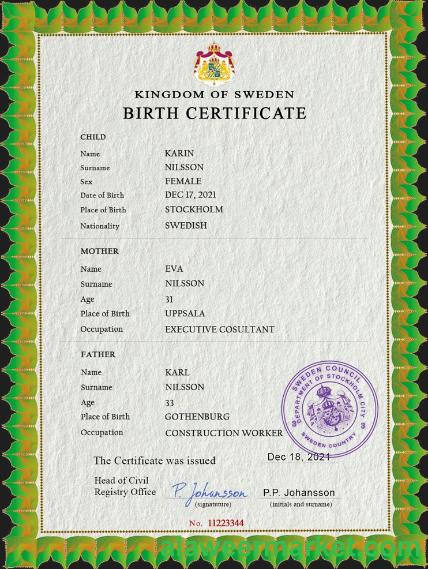 KINGDOM OF SWEDEN
BIRTH CERTIFICATE
CHILD
Name KARIN
Surname NILSSON
Sex FEMALE
Date of Birth DEC 17, 2021
Place of Birth STOCKHOLM
Nationality SWEDISH
MOTHER
Name EVA
Surname NILSSON
Age 31
Place of Birth UPPSALA
Occupation EXECUTIVE COSULTANT
FATHER
Name KARL
Surname NILSSON
Age 33
Place of Birth GOTHENBURG
Occupation CONSTRUCTION WORKER
SWEDEN COUNCIL
DEPARTMENT OF STOCKHOLM CITY
SWEDEN COUNTRY
The Certificate was issued Dec 18, 2021
Head of Civil
Registry Office P. Johansson P.P. Johansson
(signature) (initials and surname)
No. 11223344